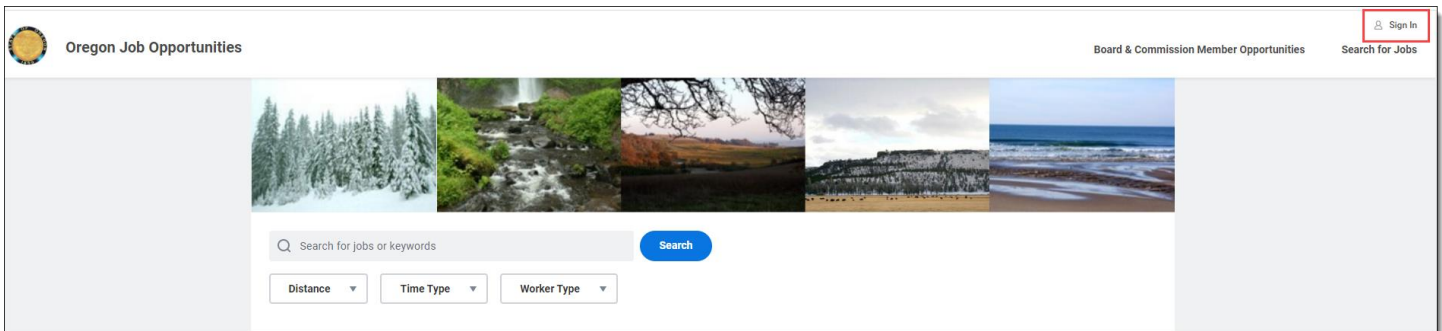 Sign In
Oregon Job Opportunities
Board & Commission Member Opportunities
Search for Jobs
Search for jobs or keywords
Search
Distance
Time Type
Worker Type